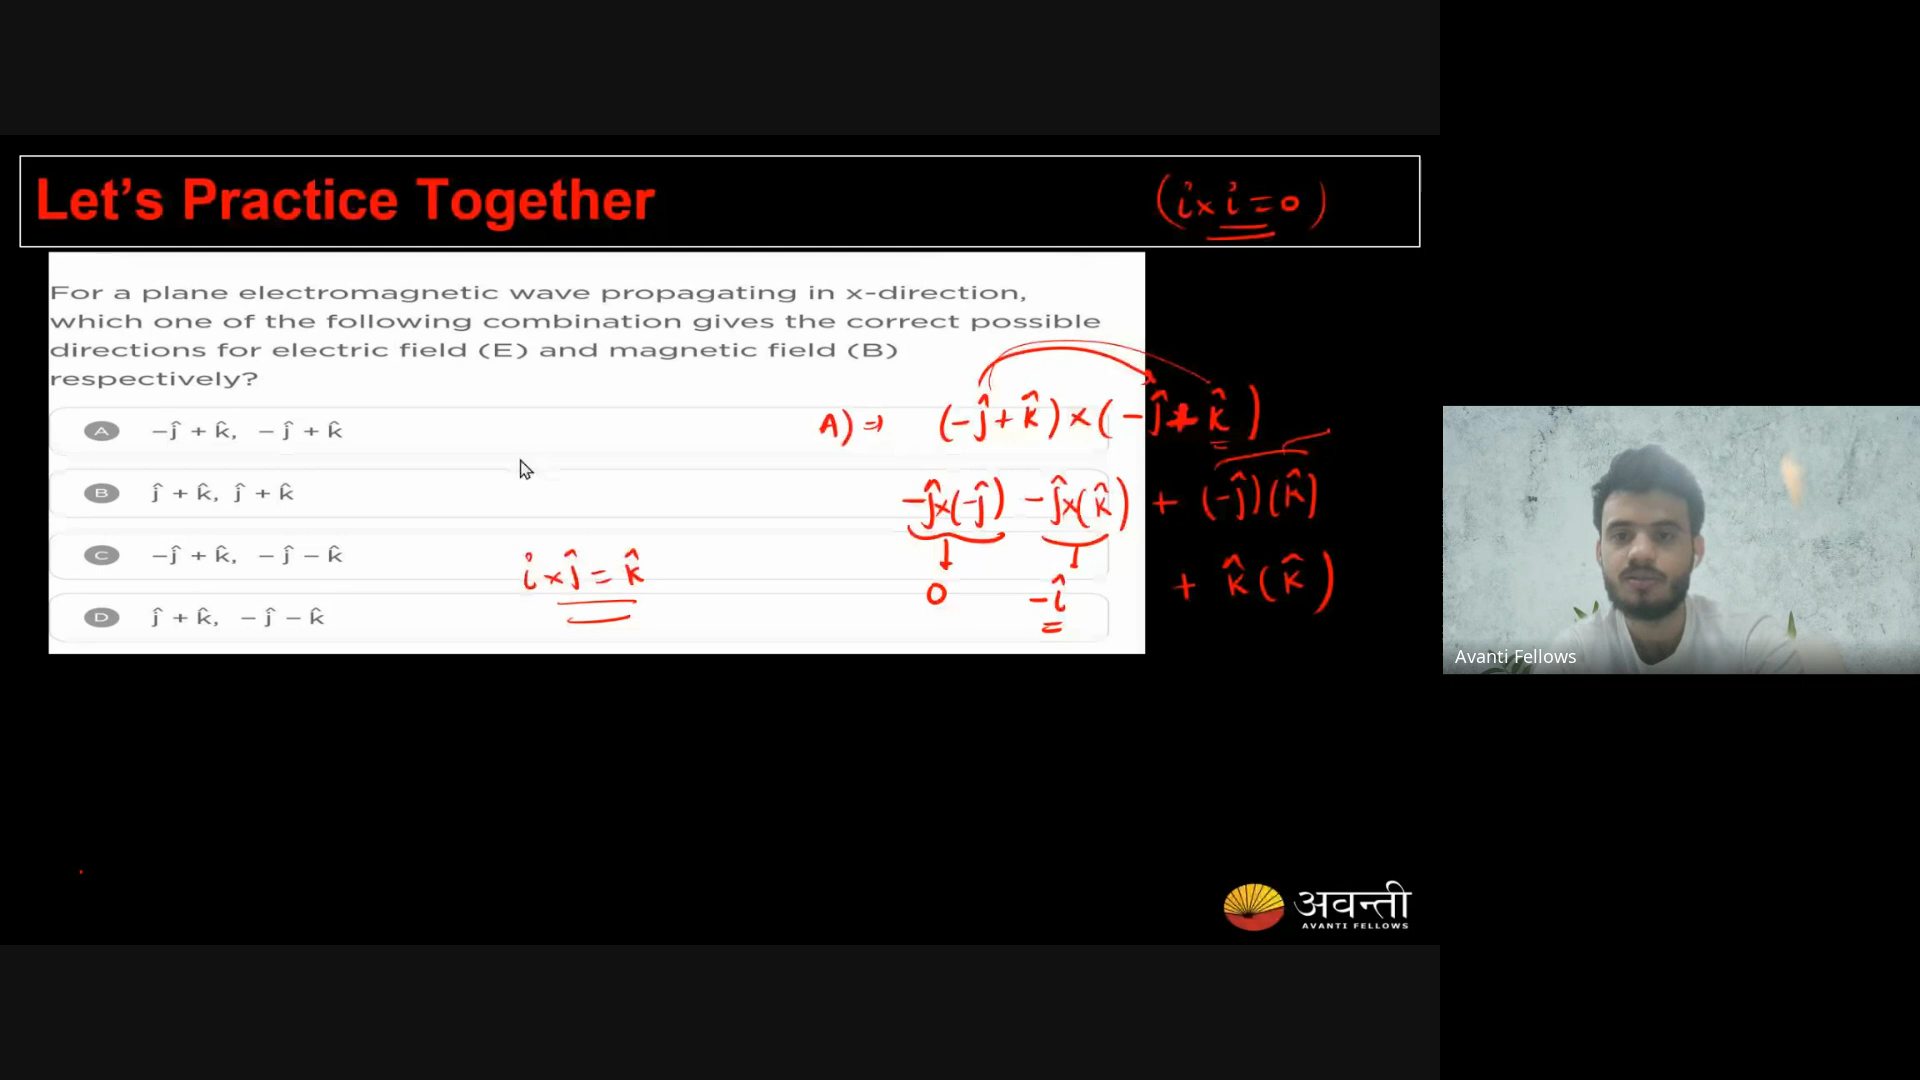 Let's Practice Together
(i × i = 0)
For a plane electromagnetic wave propagating in x-direction,
which one of the following combination gives the correct possible
directions for electric field (E) and magnetic field (B)
respectively?
A −ĵ + k̂, − ĵ + k̂
B ĵ + k̂, ĵ + k̂
C −ĵ + k̂, − ĵ − k̂
D ĵ + k̂, −ĵ − k̂
A) ⇒ (−ĵ + k̂) × (−ĵ + k̂)
−ĵ×(−ĵ) − ĵ×(k̂) + (−ĵ)(k̂)
i × ĵ = k̂
0 −î + k̂(k̂)
Avanti Fellows
अवन्ती
AVANTI FELLOWS